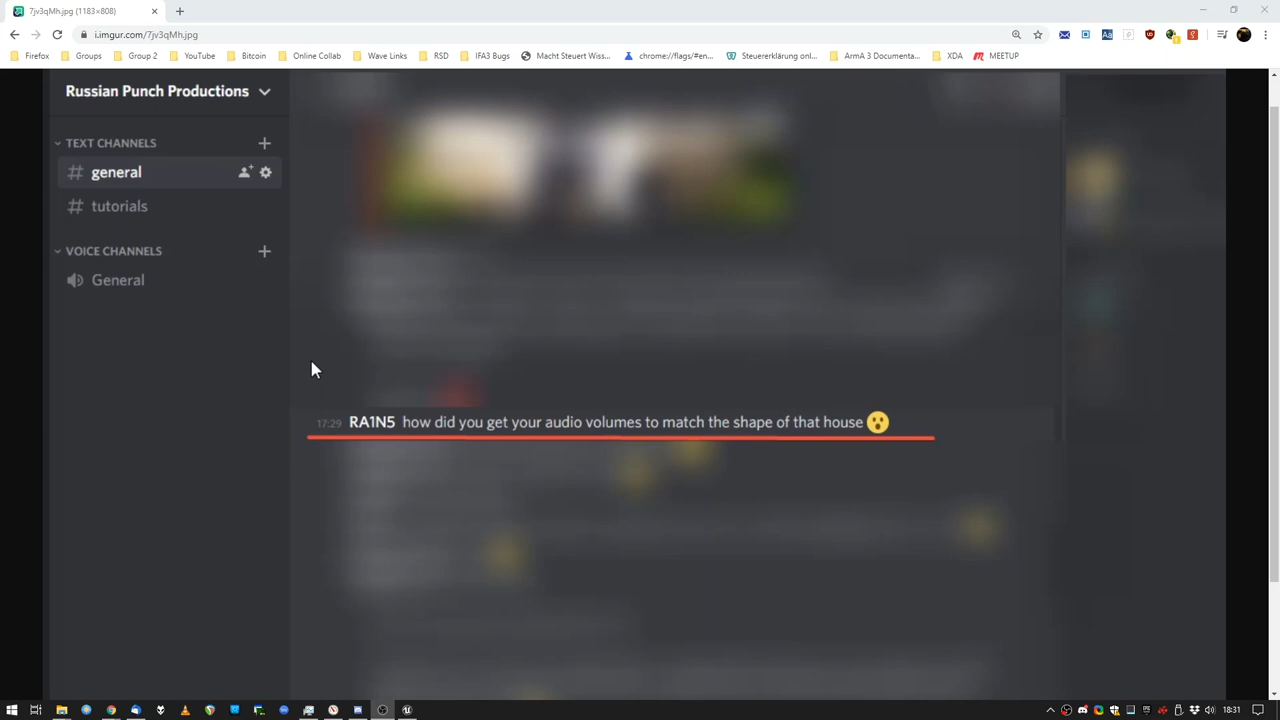 7jv3qMh.jpg (1183×808)
i.imgur.com/7jv3qMh.jpg
Firefox Groups Group 2 YouTube Bitcoin Online Collab Wave Links RSD IFA3 Bugs Macht Steuert Wiss... chrome://flags/#en... Steuererklärung onl... ArmA 3 Documenta... XDA MEETUP
Russian Punch Productions
TEXT CHANNELS
# general
# tutorials
VOICE CHANNELS
General
17:29 RA1N5 how did you get your audio volumes to match the shape of that house 😮
18:31